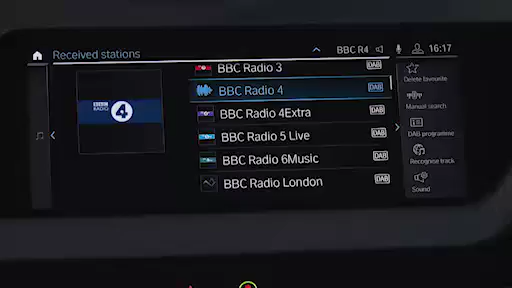 Received stations
BBC R4
16:17
BBC Radio 3 DAB
BBC Radio 4 DAB
BBC Radio 4Extra DAB
BBC Radio 5 Live DAB
BBC Radio 6Music DAB
BBC Radio London DAB
BBC
RADIO
4
Delete favourite
Manual search
DAB programme
Recognise track
Sound